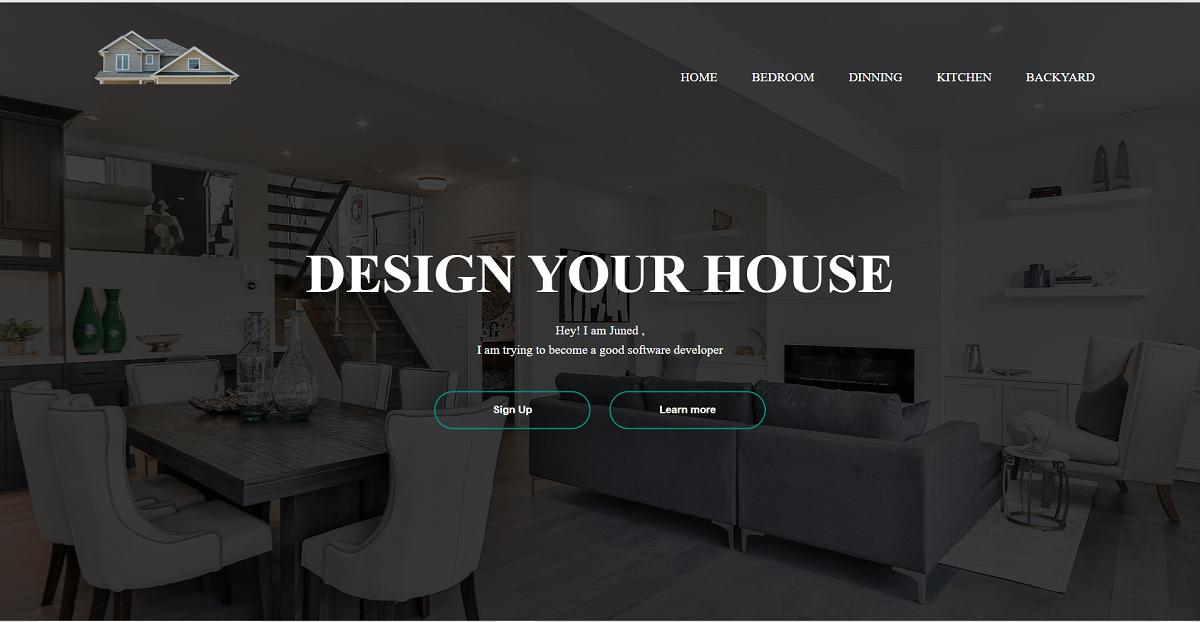 HOME BEDROOM DINNING KITCHEN BACKYARD
DESIGN YOUR HOUSE
Hey! I am Juned ,
I am trying to become a good software developer
Sign Up Learn more